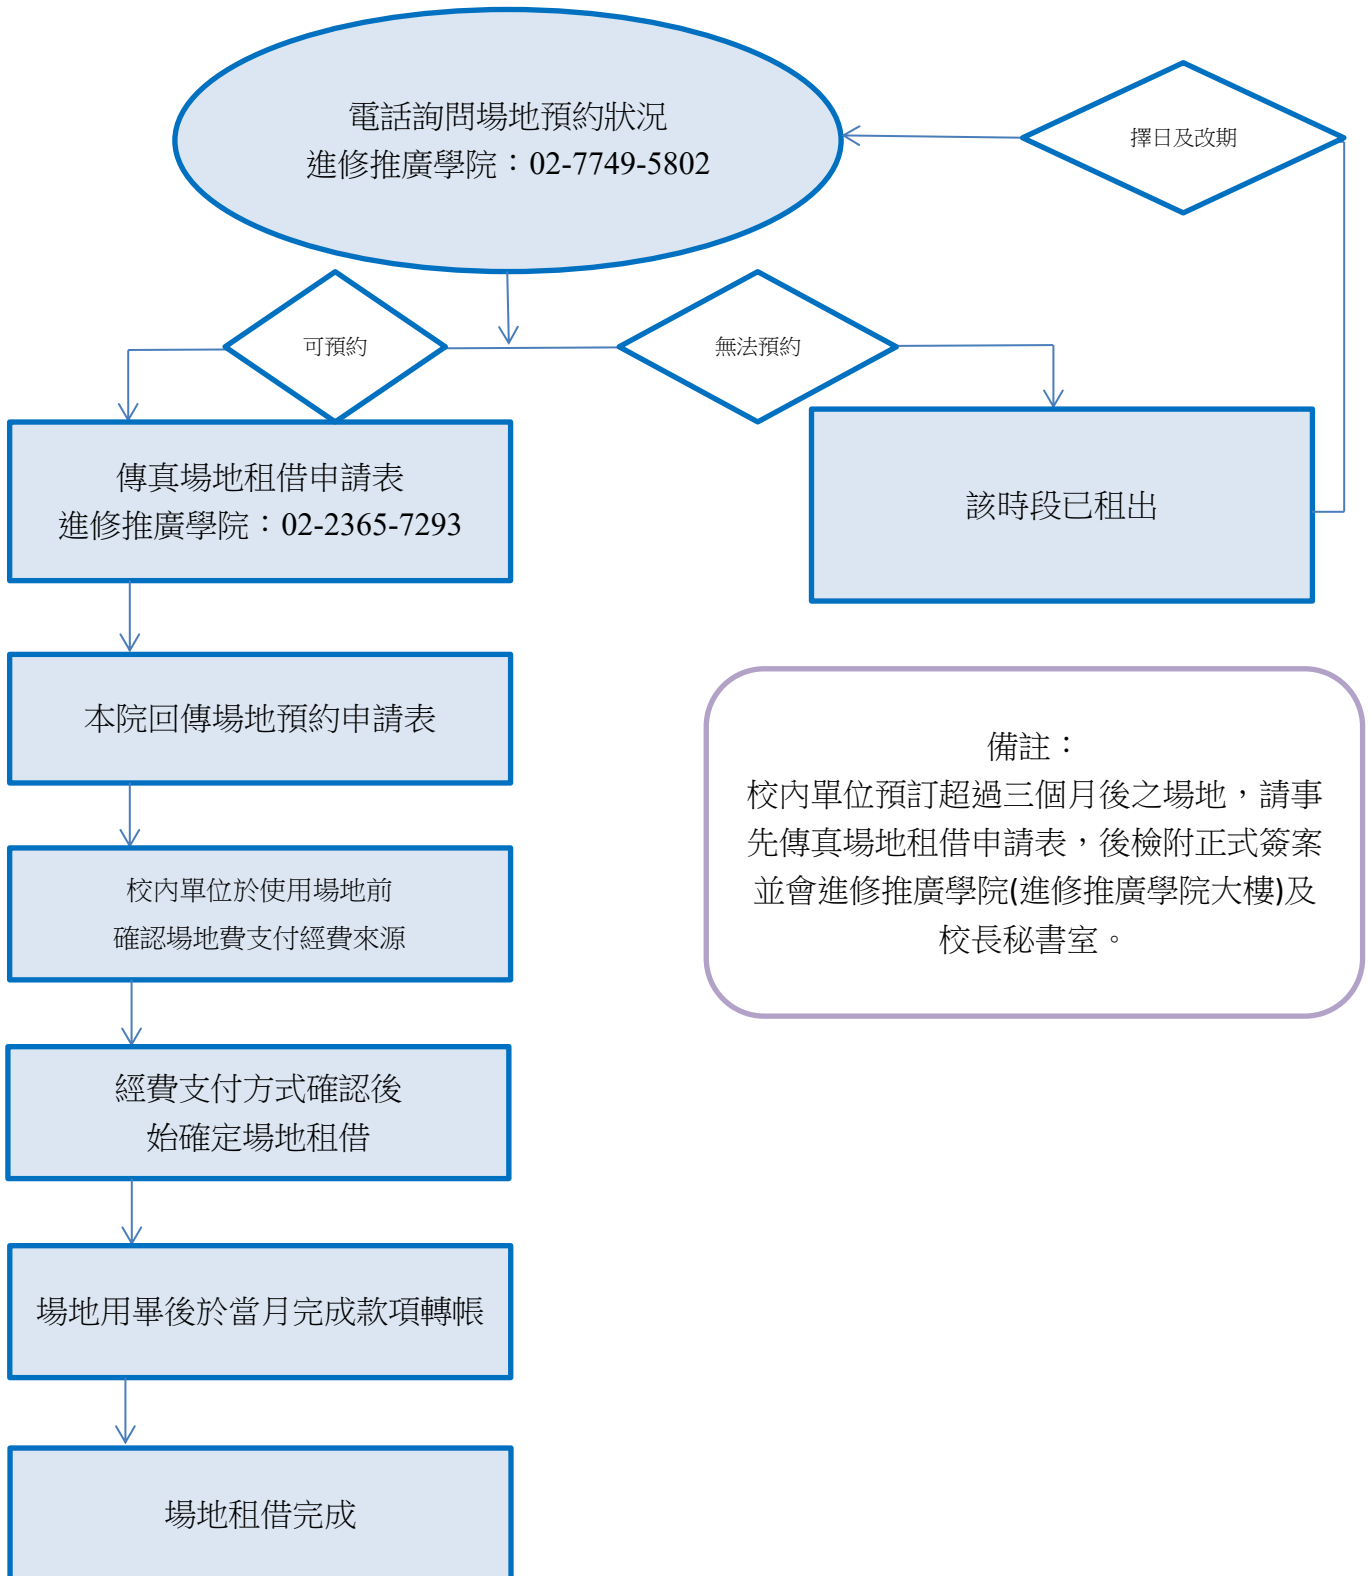 電話詢問場地預約狀況
進修推廣學院：02-7749-5802
擇日及改期
可預約
無法預約
傳真場地租借申請表
進修推廣學院：02-2365-7293
該時段已租出
本院回傳場地預約申請表
備註：
校內單位預訂超過三個月後之場地，請事
先傳真場地租借申請表，後檢附正式簽案
並會進修推廣學院(進修推廣學院大樓)及
校長秘書室。
校內單位於使用場地前
確認場地費支付經費來源
經費支付方式確認後
始確定場地租借
場地用畢後於當月完成款項轉帳
場地租借完成